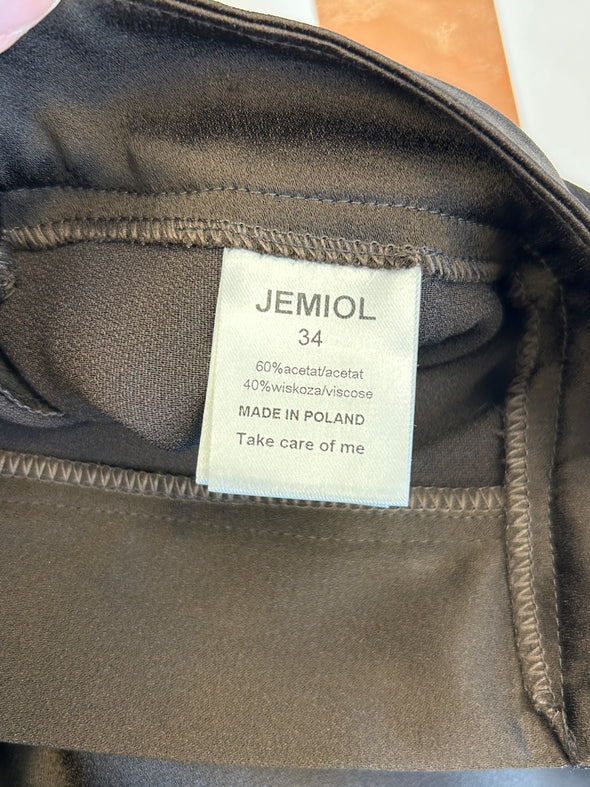 JEMIOL
34
60%acetat/acetat
40%wiskoza/viscose
MADE IN POLAND
Take care of me